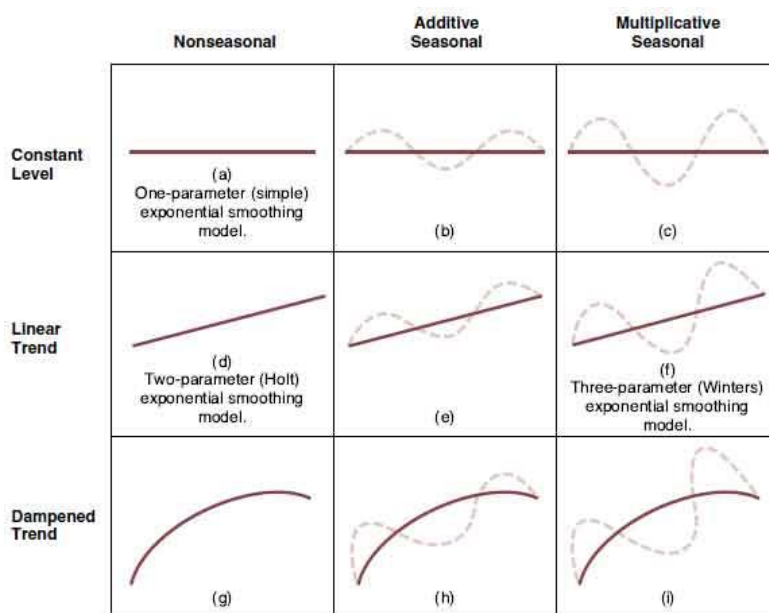 Nonseasonal
Additive
Seasonal
Multiplicative
Seasonal
Constant
Level
(a)
One-parameter (simple)
exponential smoothing
model.
(b)
(c)
Linear
Trend
(d)
Two-parameter (Holt)
exponential smoothing
model.
(e)
(f)
Three-parameter (Winters)
exponential smoothing
model.
Dampened
Trend
(g)
(h)
(i)